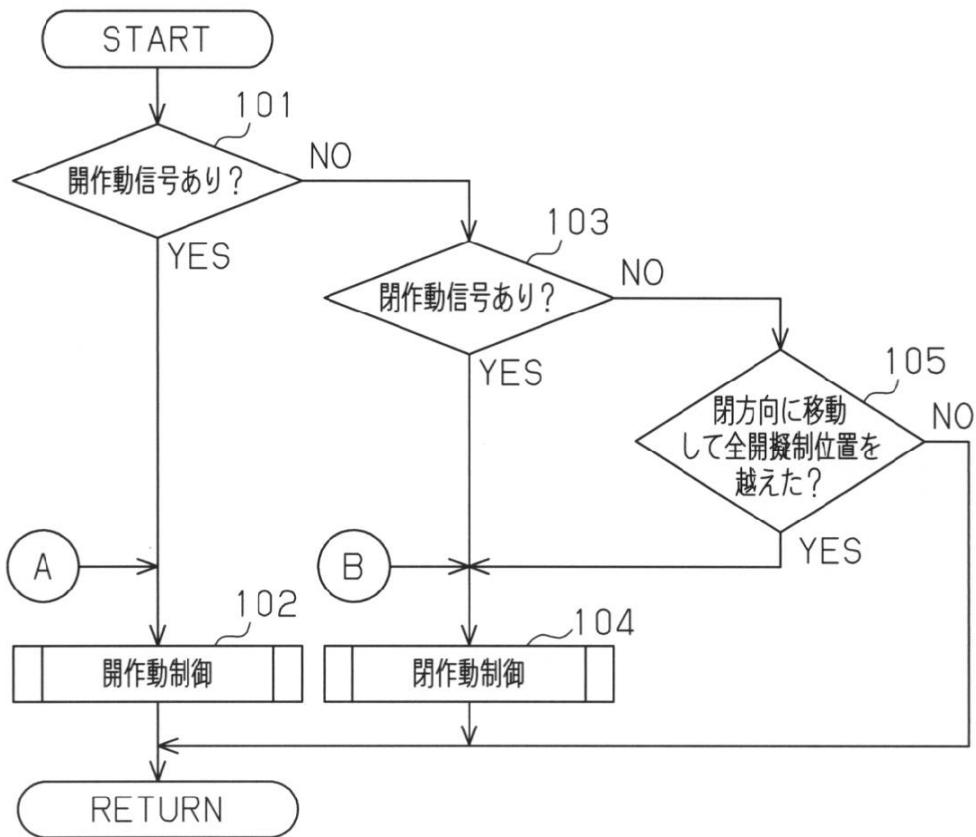 START
101
開作動信号あり?
NO
YES
103
閉作動信号あり?
NO
YES
105
閉方向に移動
して全開擬制位置を
越えた?
NO
YES
A
B
102
開作動制御
104
閉作動制御
RETURN